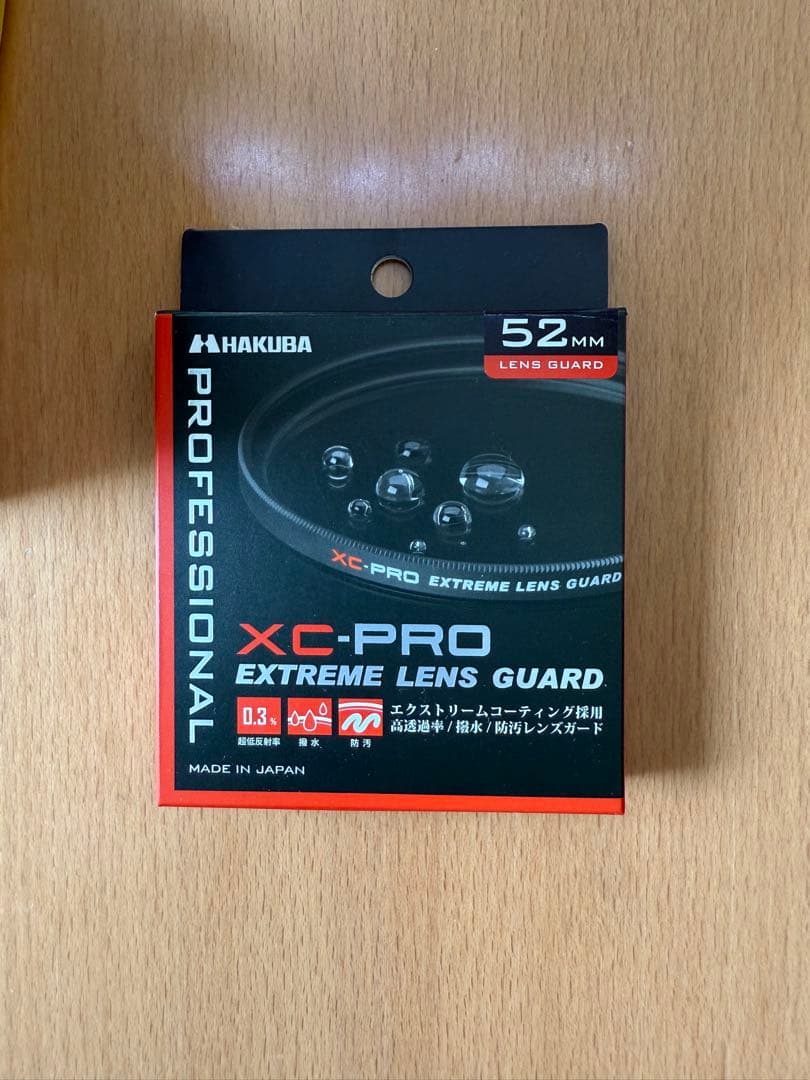 HAKUBA
52MM
LENS GUARD
PROFESSIONAL
XC-PRO EXTREME LENS GUARD
XC-PRO
EXTREME LENS GUARD
0.3%
超低反射率
撥水
防汚
エクストリームコーティング採用
高透過率/撥水/防汚レンズガード
MADE IN JAPAN